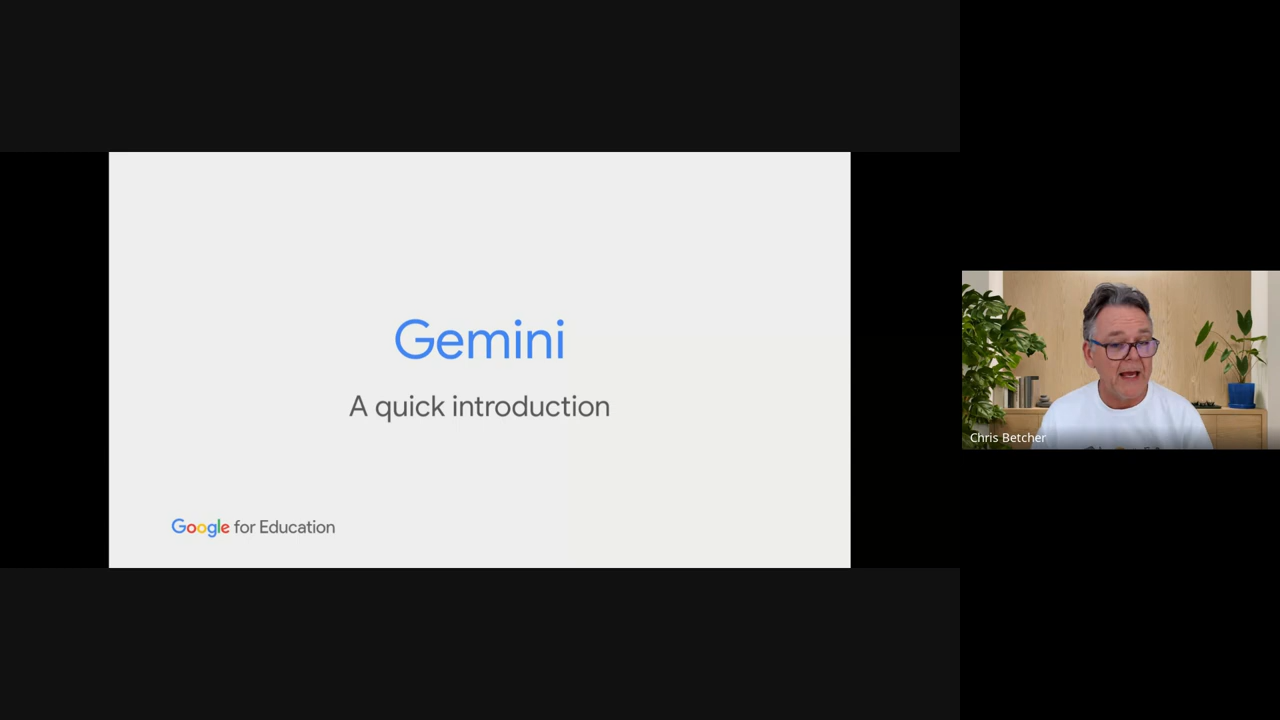 Gemini
A quick introduction
Google for Education
Chris Betcher